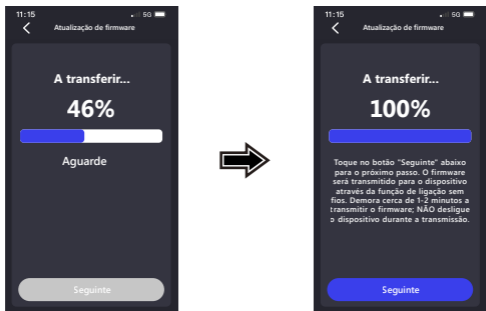 11:15
5G
Atualização de firmware
A transferir...
46%
Aguarde
Seguinte
11:15
5G
Atualização de firmware
A transferir...
100%
Toque no botão "Seguinte" abaixo
para o próximo passo. O firmware
será transmitido para o dispositivo
através da função de ligação sem
fios. Demora cerca de 1-2 minutos a
transmitir o firmware; NÃO desligue
o dispositivo durante a transmissão.
Seguinte